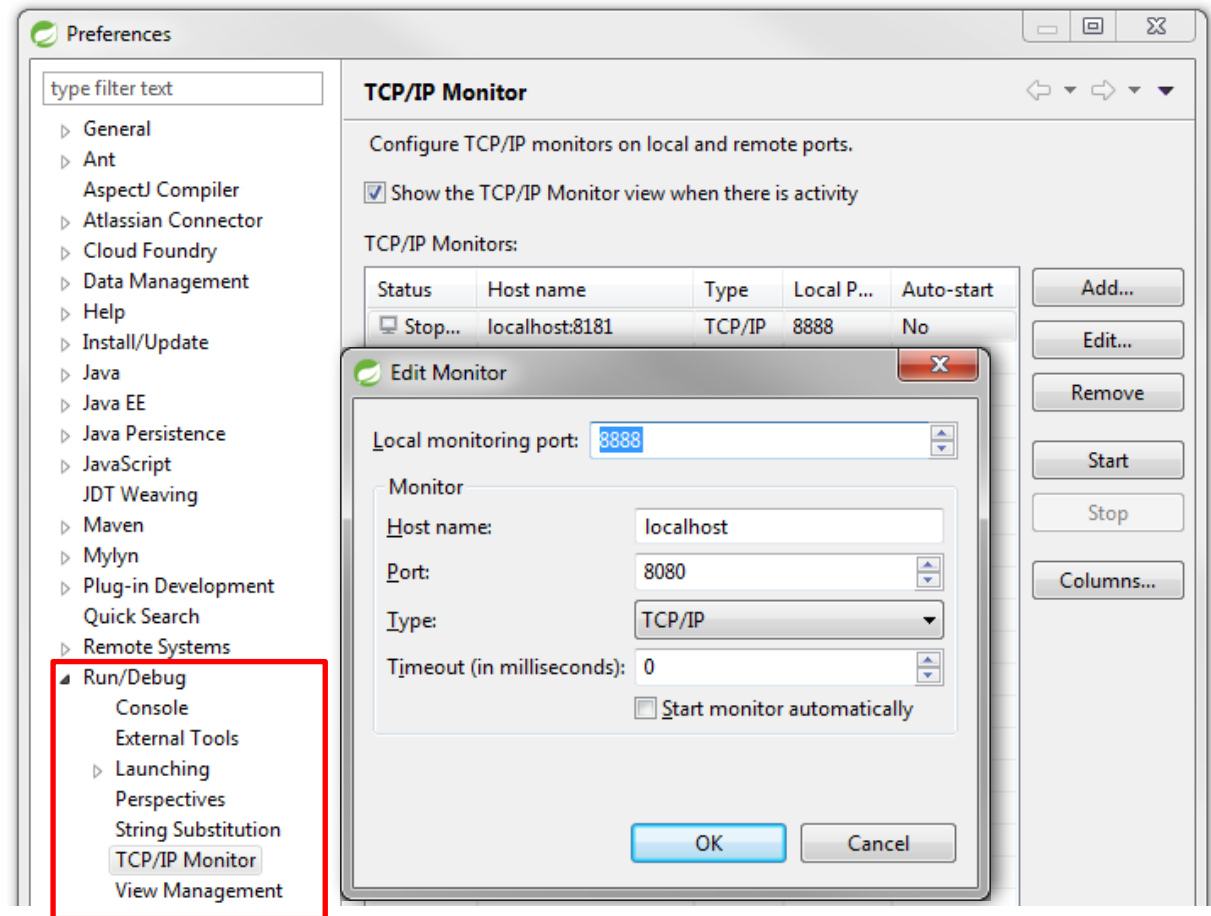 Preferences
type filter text
General
Ant
AspectJ Compiler
Atlassian Connector
Cloud Foundry
Data Management
Help
Install/Update
Java
Java EE
Java Persistence
JavaScript
JDT Weaving
Maven
Mylyn
Plug-in Development
Quick Search
Remote Systems
Run/Debug
Console
External Tools
Launching
Perspectives
String Substitution
TCP/IP Monitor
View Management
TCP/IP Monitor
Configure TCP/IP monitors on local and remote ports.
Show the TCP/IP Monitor view when there is activity
TCP/IP Monitors:
Status Host name Type Local P... Auto-start
Stop... localhost:8181 TCP/IP 8888 No
Add...
Edit...
Remove
Start
Stop
Columns...
Edit Monitor
Local monitoring port: 8888
Monitor
Host name: localhost
Port: 8080
Type: TCP/IP
Timeout (in milliseconds): 0
Start monitor automatically
OK Cancel